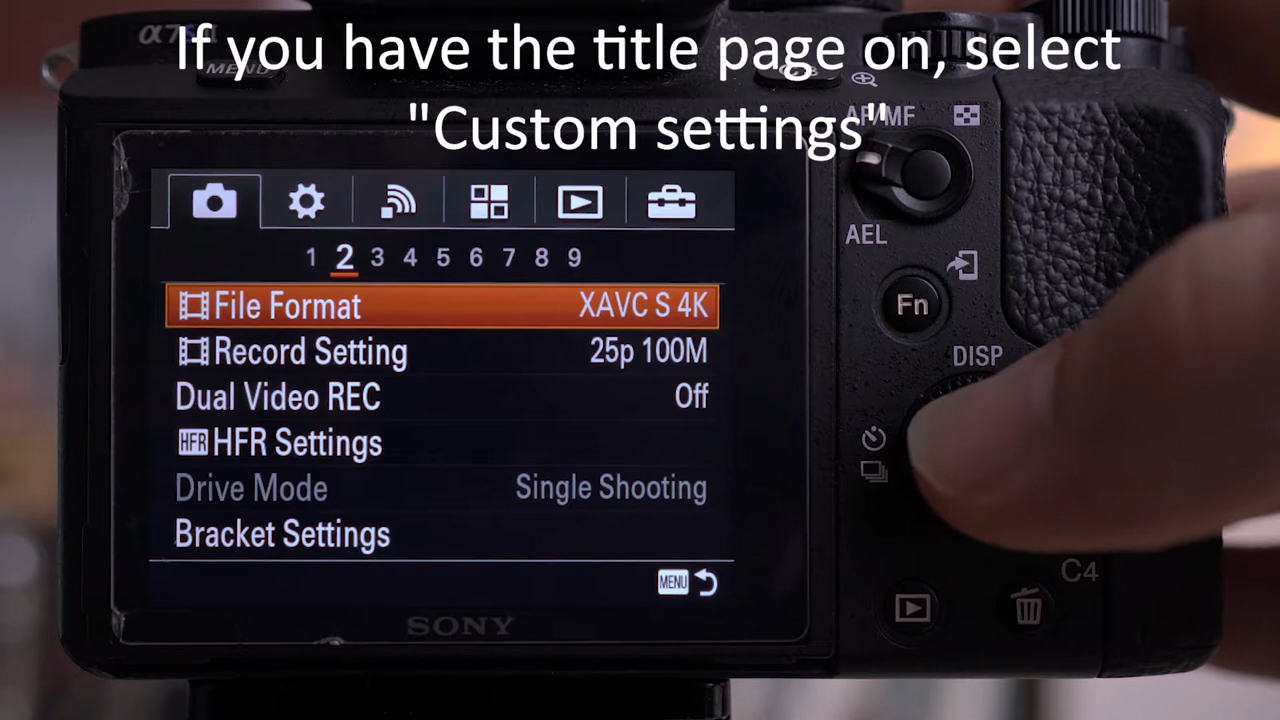 If you have the title page on, select
"Custom settings"
MENU
AF/MF
AEL
1 2 3 4 5 6 7 8 9
File Format XAVC S 4K
Record Setting 25p 100M
Dual Video REC Off
HFR HFR Settings
Drive Mode Single Shooting
Bracket Settings
MENU
SONY
Fn
DISP
C4